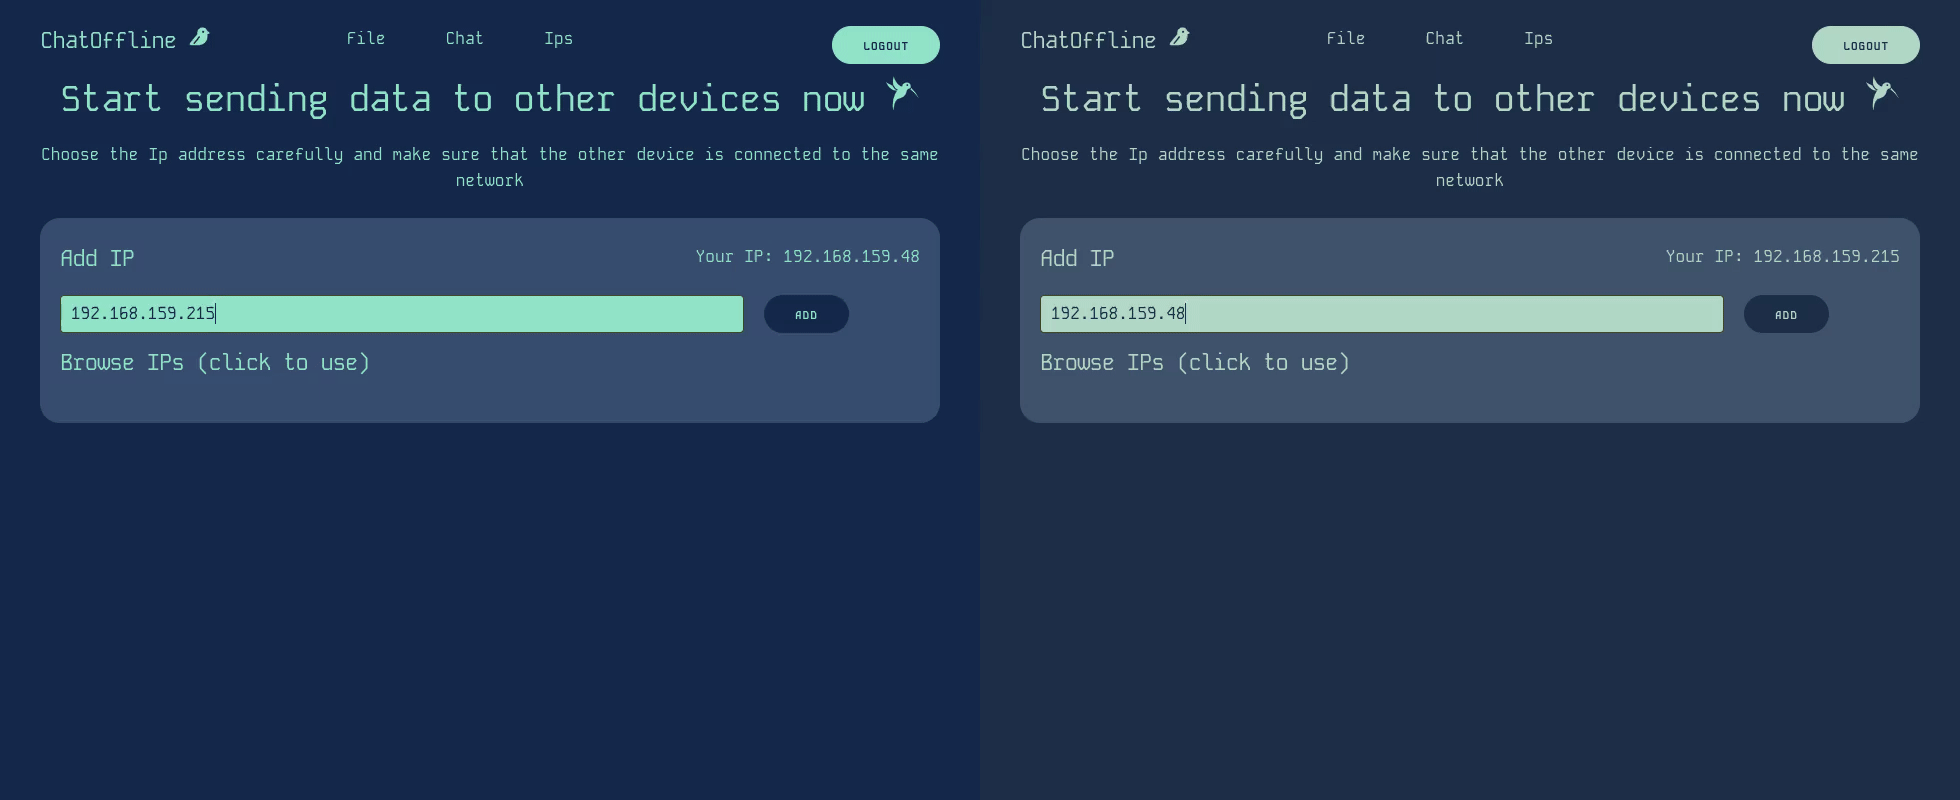 ChatOffline File Chat Ips LOGOUT
Start sending data to other devices now
Choose the Ip address carefully and make sure that the other device is connected to the same
network
Add IP Your IP: 192.168.159.48
192.168.159.215 ADD
Browse IPs (click to use)
ChatOffline File Chat Ips LOGOUT
Start sending data to other devices now
Choose the Ip address carefully and make sure that the other device is connected to the same
network
Add IP Your IP: 192.168.159.215
192.168.159.48 ADD
Browse IPs (click to use)